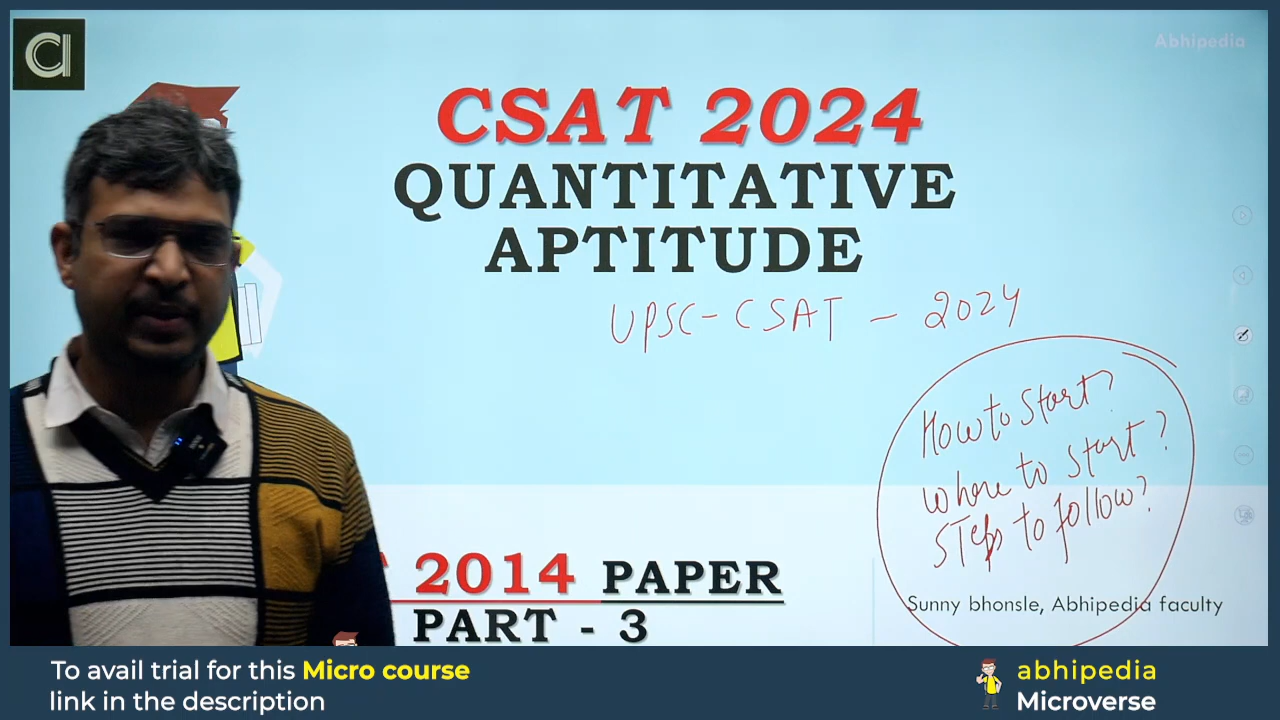 Abhipedia
CSAT 2024
QUANTITATIVE
APTITUDE
UPSC-CSAT - 2024
How to start?
where to start?
Steps to follow?
2014 PAPER
PART - 3
Sunny bhonsle, Abhipedia faculty
To avail trial for this Micro course
link in the description
abhipedia
Microverse